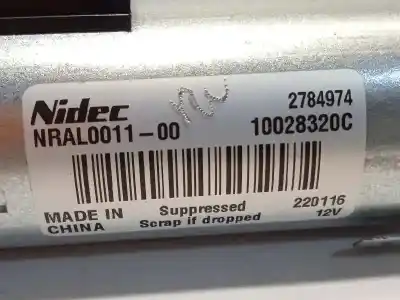 Nidec 2784974
NRAL0011-00 10028320C
MADE IN Suppressed 220116
CHINA Scrap if dropped 12V